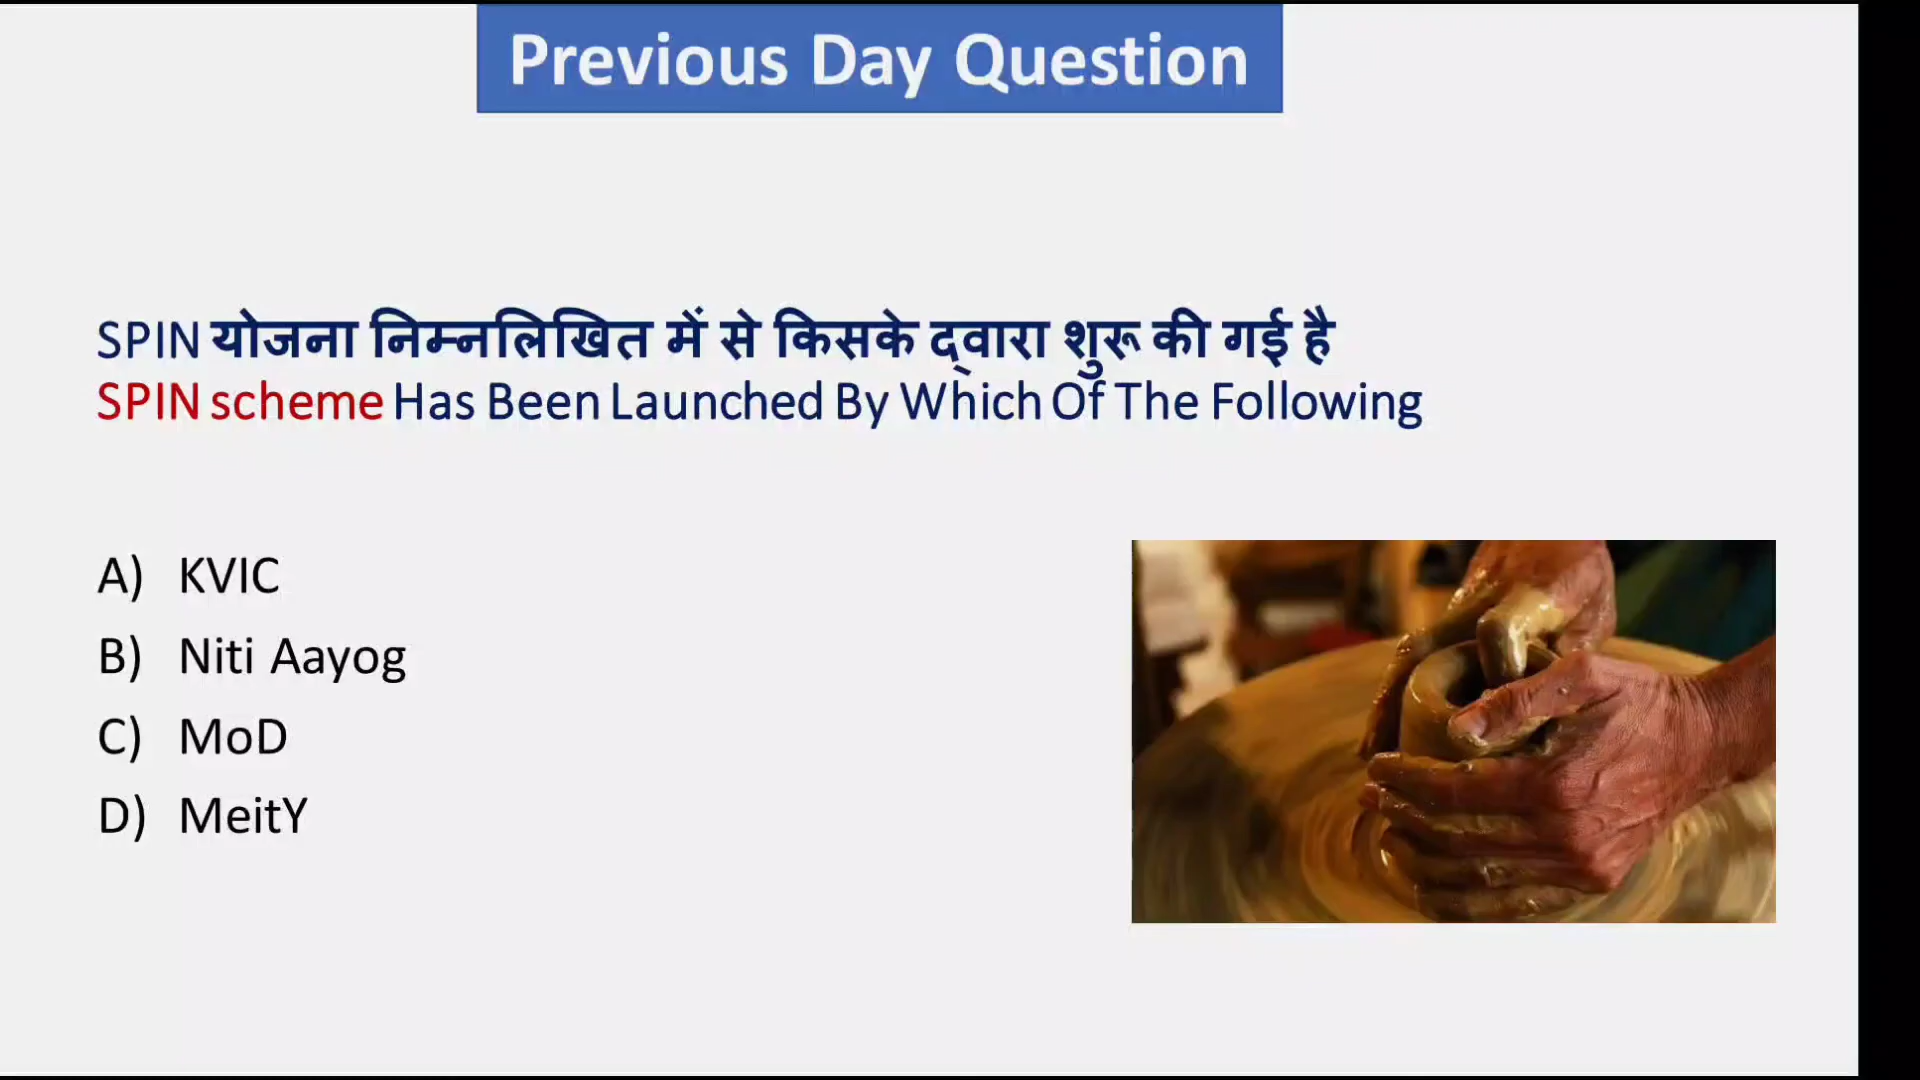 Previous Day Question
SPIN योजना निम्नलिखित में से किसके द्वारा शुरू की गई है
SPIN scheme Has Been Launched By Which Of The Following
A) KVIC
B) Niti Aayog
C) MoD
D) MeitY